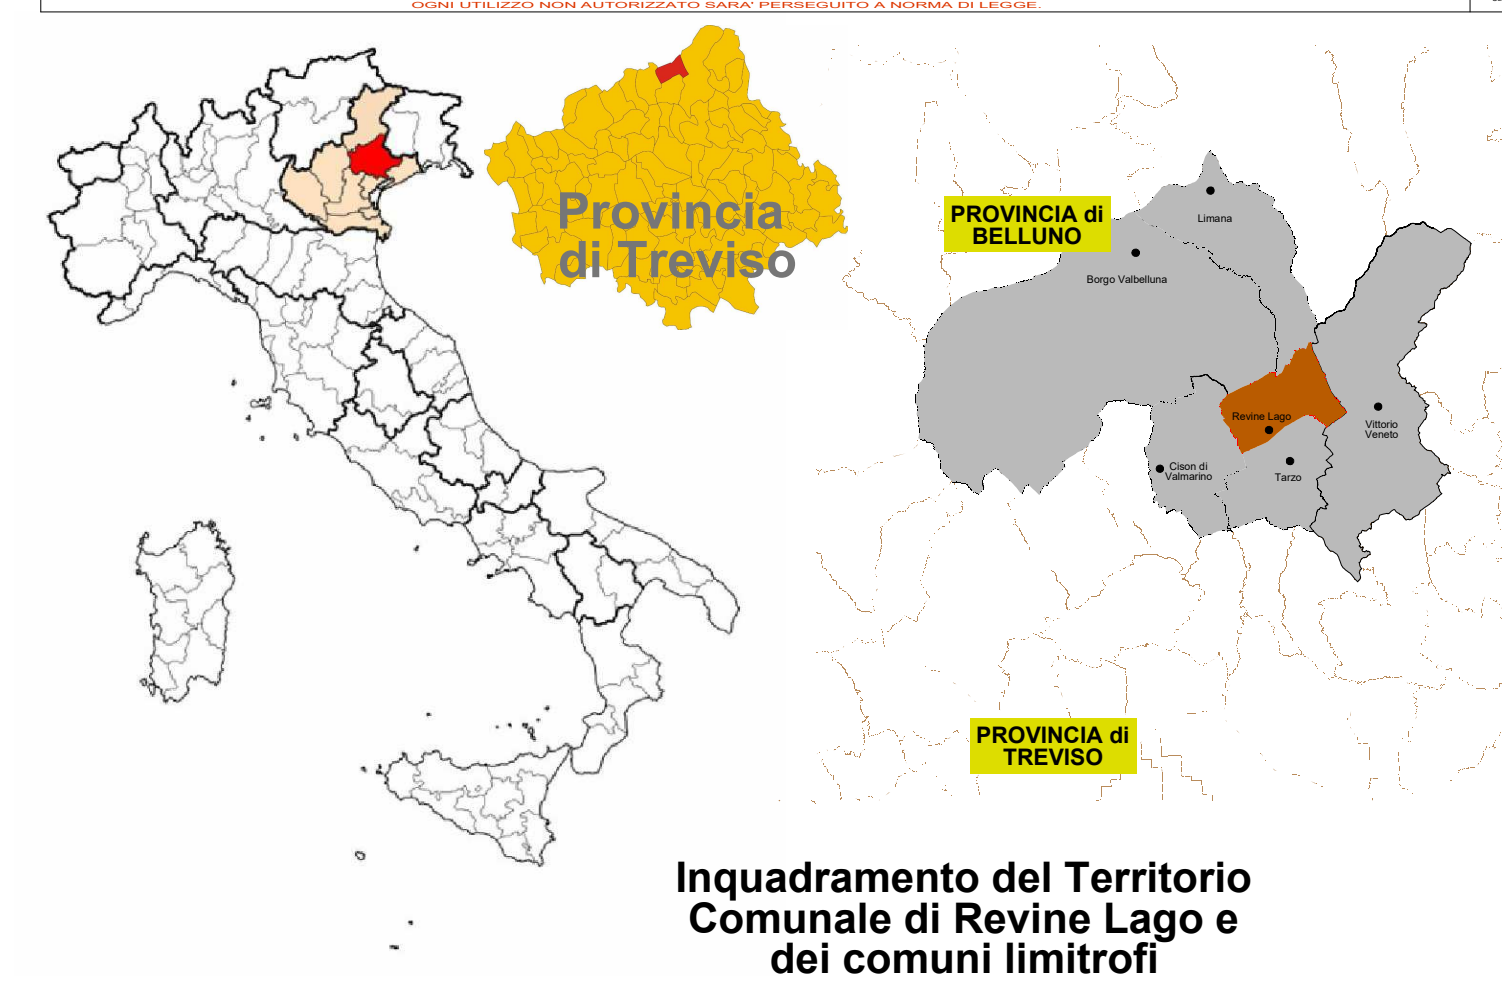 OGNI UTILIZZO NON AUTORIZZATO SARA' PERSEGUITO A NORMA DI LEGGE.
Provincia
di Treviso
PROVINCIA di
BELLUNO
Limana
Borgo Valbelluna
Revine Lago
Vittorio
Veneto
Cison di
Valmarino
Tarzo
PROVINCIA di
TREVISO
Inquadramento del Territorio
Comunale di Revine Lago e
dei comuni limitrofi